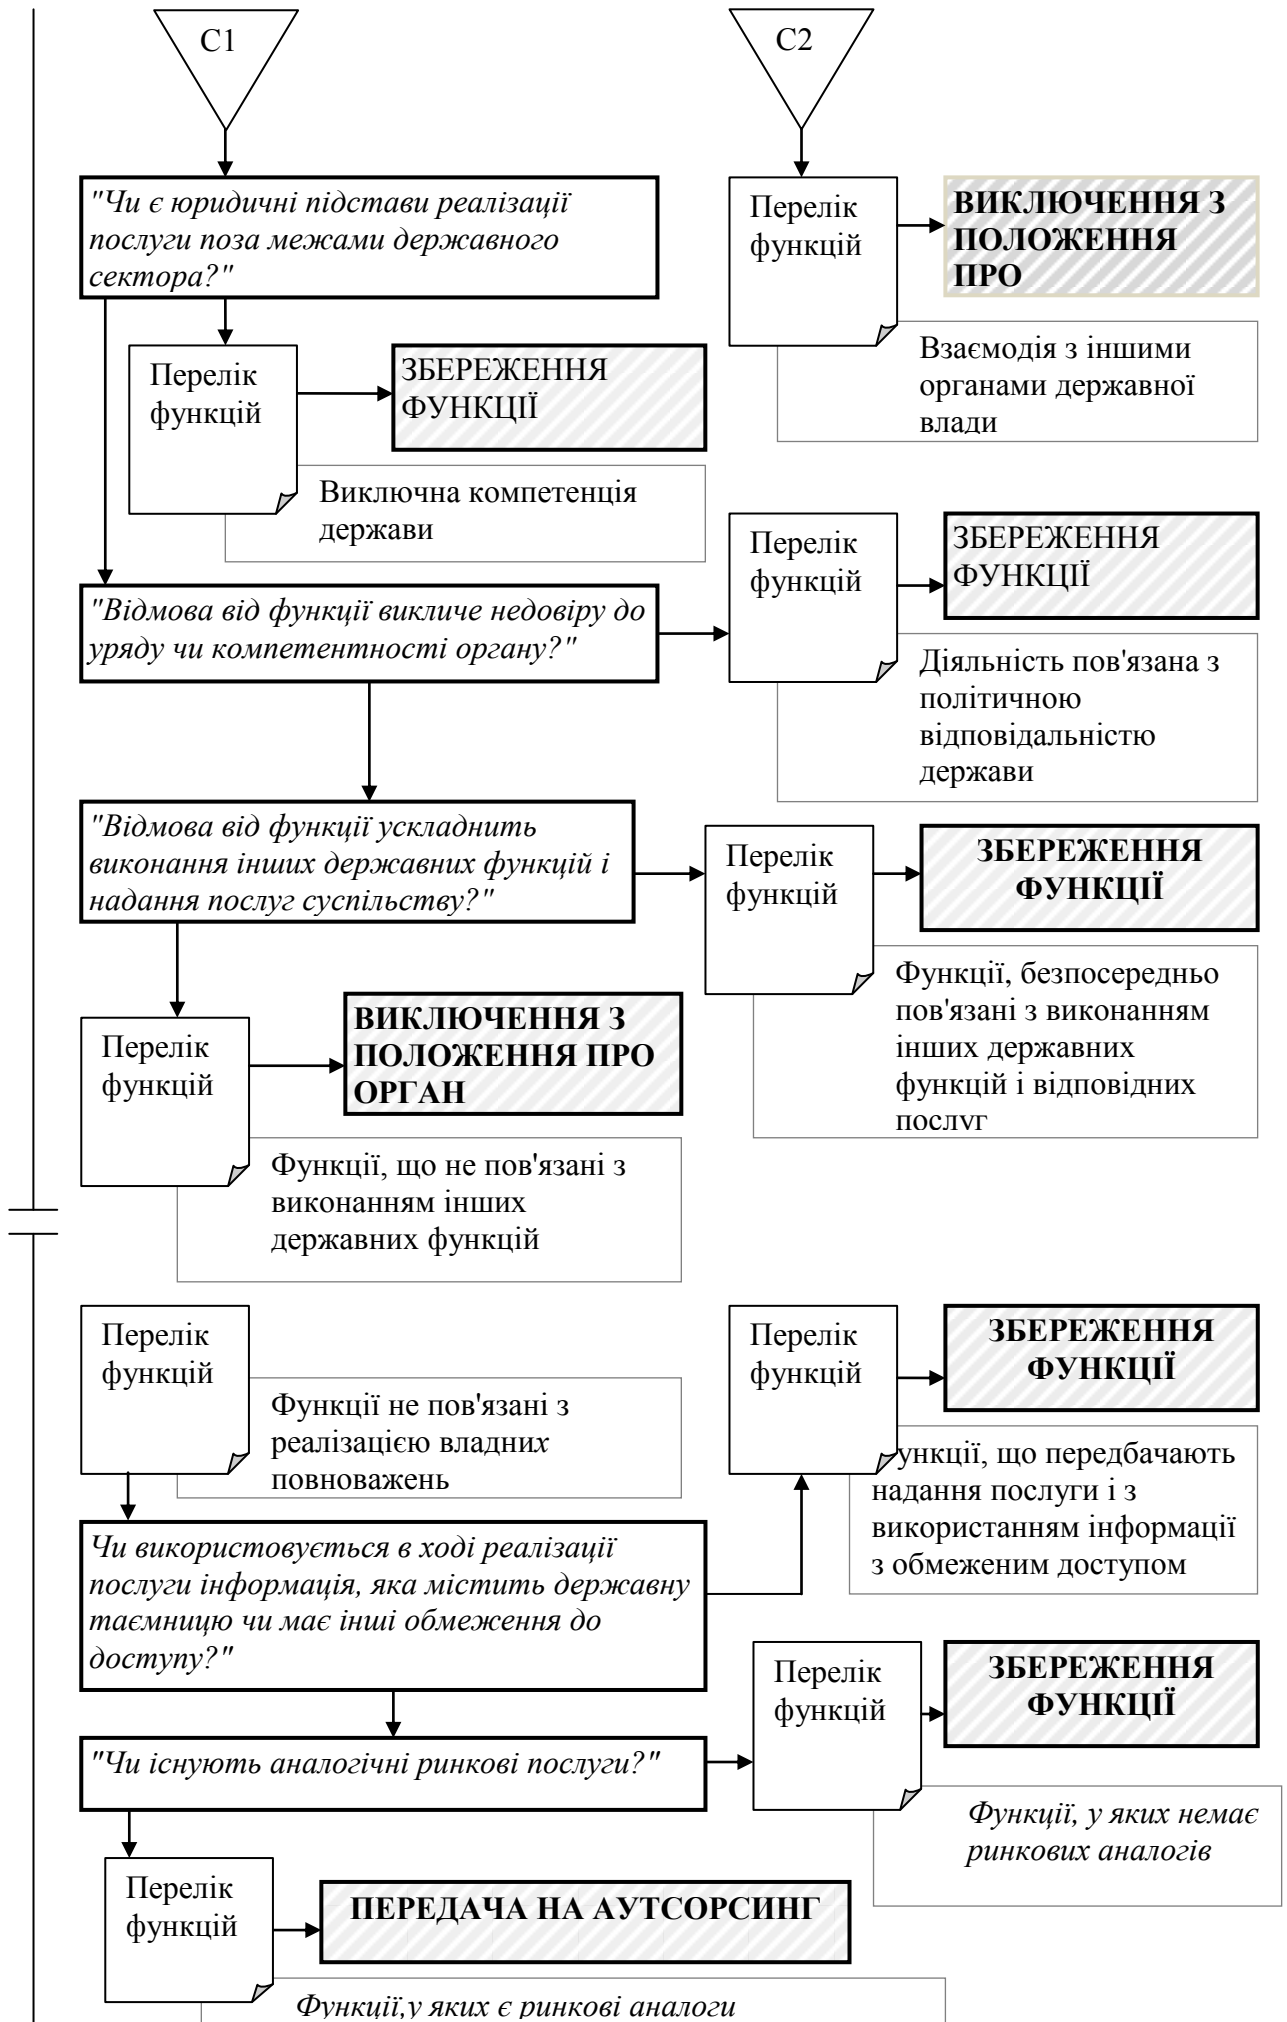 C1
C2
"Чи є юридичні підстави реалізації
послуги поза межами державного
сектора?"
Перелік
функцій
ВИКЛЮЧЕННЯ З
ПОЛОЖЕННЯ
ПРО
Взаємодія з іншими
органами державної
влади
Перелік
функцій
ЗБЕРЕЖЕННЯ
ФУНКЦІЇ
Виключна компетенція
держави
Перелік
функцій
ЗБЕРЕЖЕННЯ
ФУНКЦІЇ
"Відмова від функції викличе недовіру до
уряду чи компетентності органу?"
Діяльність пов'язана з
політичною
відповідальністю
держави
"Відмова від функції ускладнить
виконання інших державних функцій і
надання послуг суспільству?"
Перелік
функцій
ЗБЕРЕЖЕННЯ
ФУНКЦІЇ
Функції, безпосередньо
пов'язані з виконанням
інших державних
функцій і відповідних
послуг
Перелік
функцій
ВИКЛЮЧЕННЯ З
ПОЛОЖЕННЯ ПРО
ОРГАН
Функції, що не пов'язані з
виконанням інших
державних функцій
Перелік
функцій
Функції не пов'язані з
реалізацією владних
повноважень
Перелік
функцій
ЗБЕРЕЖЕННЯ
ФУНКЦІЇ
ункції, що передбачають
надання послуги і з
використанням інформації
з обмеженим доступом
Чи використовується в ході реалізації
послуги інформація, яка містить державну
таємницю чи має інші обмеження до
доступу?"
Перелік
функцій
ЗБЕРЕЖЕННЯ
ФУНКЦІЇ
"Чи існують аналогічні ринкові послуги?"
Функції, у яких немає
ринкових аналогів
Перелік
функцій
ПЕРЕДАЧА НА АУТСОРСИНГ
Функції,у яких є ринкові аналоги